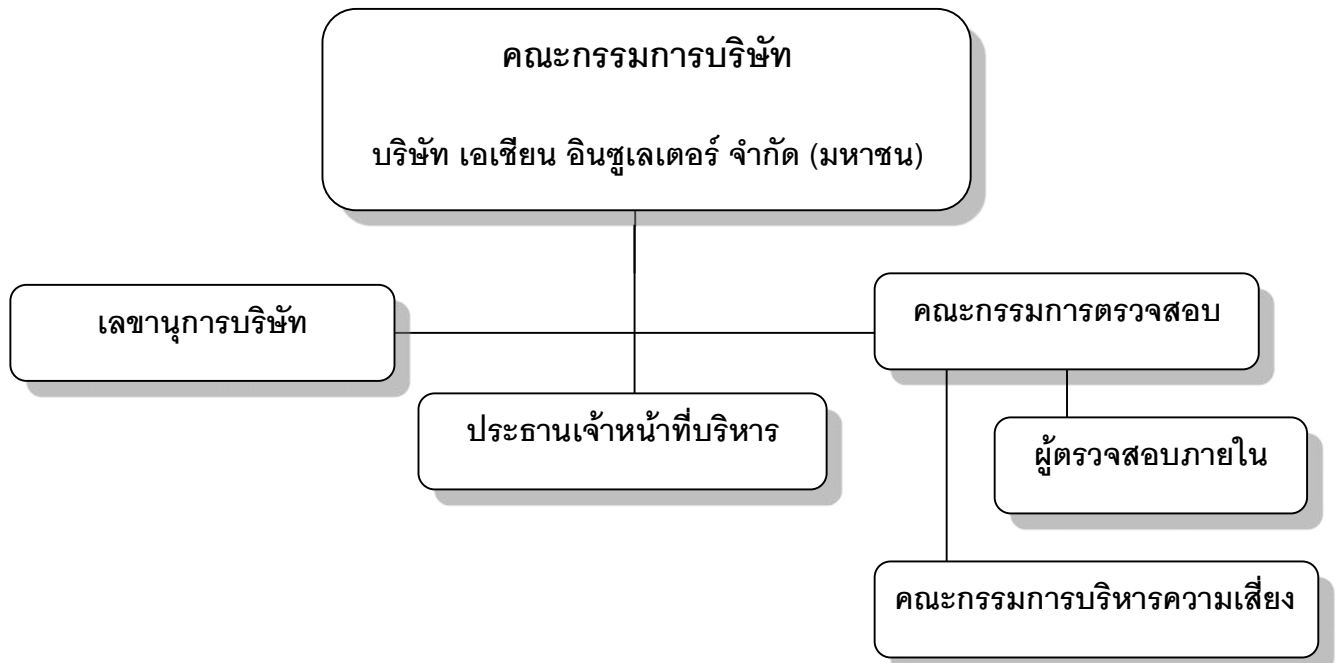 คณะกรรมการบริษัท
บริษัท เอเชียน อินซูเลเตอร์ จำกัด (มหาชน)
เลขานุการบริษัท
คณะกรรมการตรวจสอบ
ประธานเจ้าหน้าที่บริหาร
ผู้ตรวจสอบภายใน
คณะกรรมการบริหารความเสี่ยง